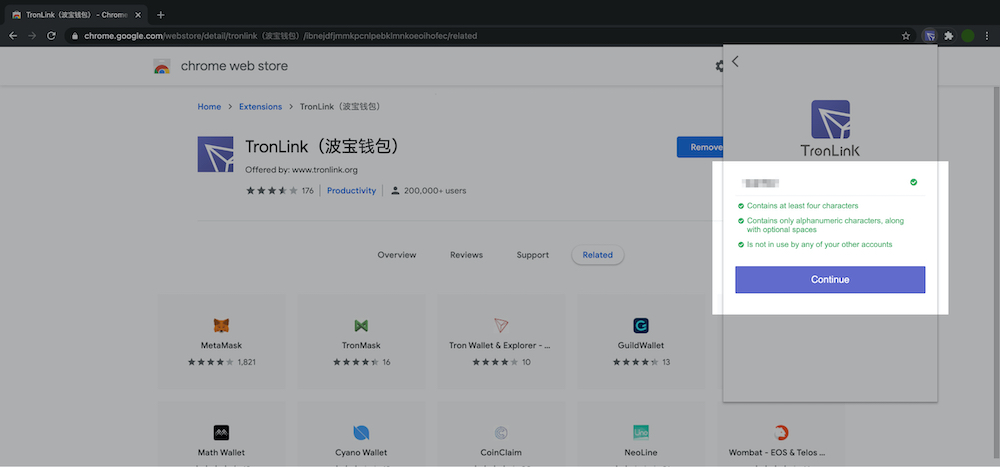 TronLink（波宝钱包） - Chrome
chrome.google.com/webstore/detail/tronlink（波宝钱包）/ibnejdfjmmkpcnlpebklmnkoeoihofec/related
chrome web store
Home > Extensions > TronLink（波宝钱包）
TronLink（波宝钱包）
Offered by: www.tronlink.org
176 | Productivity | 200,000+ users
Remove
Overview Reviews Support Related
MetaMask
1,821
TronMask
16
Tron Wallet & Explorer - ...
10
GuildWallet
13
Math Wallet
Cyano Wallet
CoinClaim
NeoLine
Wombat - EOS & Telos ...
TronLink
Contains at least four characters
Contains only alphanumeric characters, along
with optional spaces
Is not in use by any of your other accounts
Continue